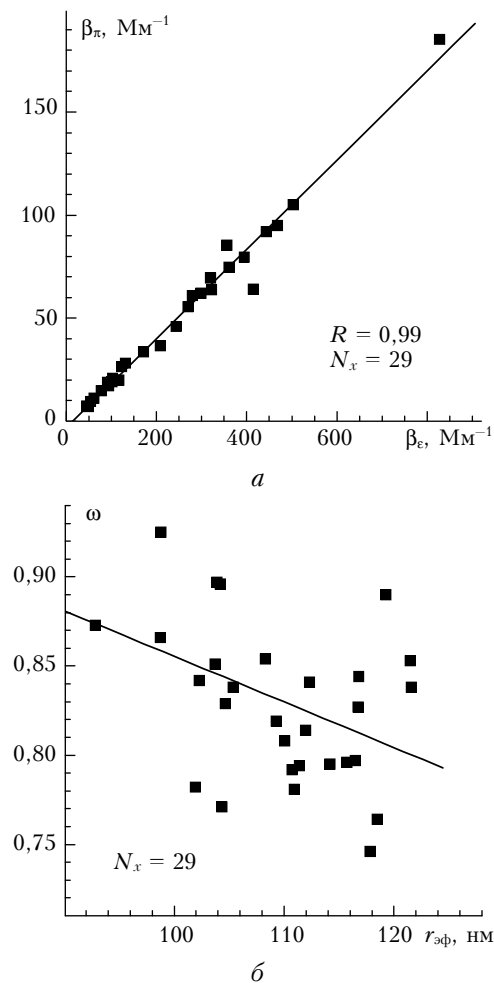 β_π, Мм⁻¹
150
100
50
0
R = 0,99
N_x = 29
0 200 400 600 β_ε, Мм⁻¹
а
ω
0,90
0,85
0,80
0,75
N_x = 29
100 110 120 r_эф, нм
б